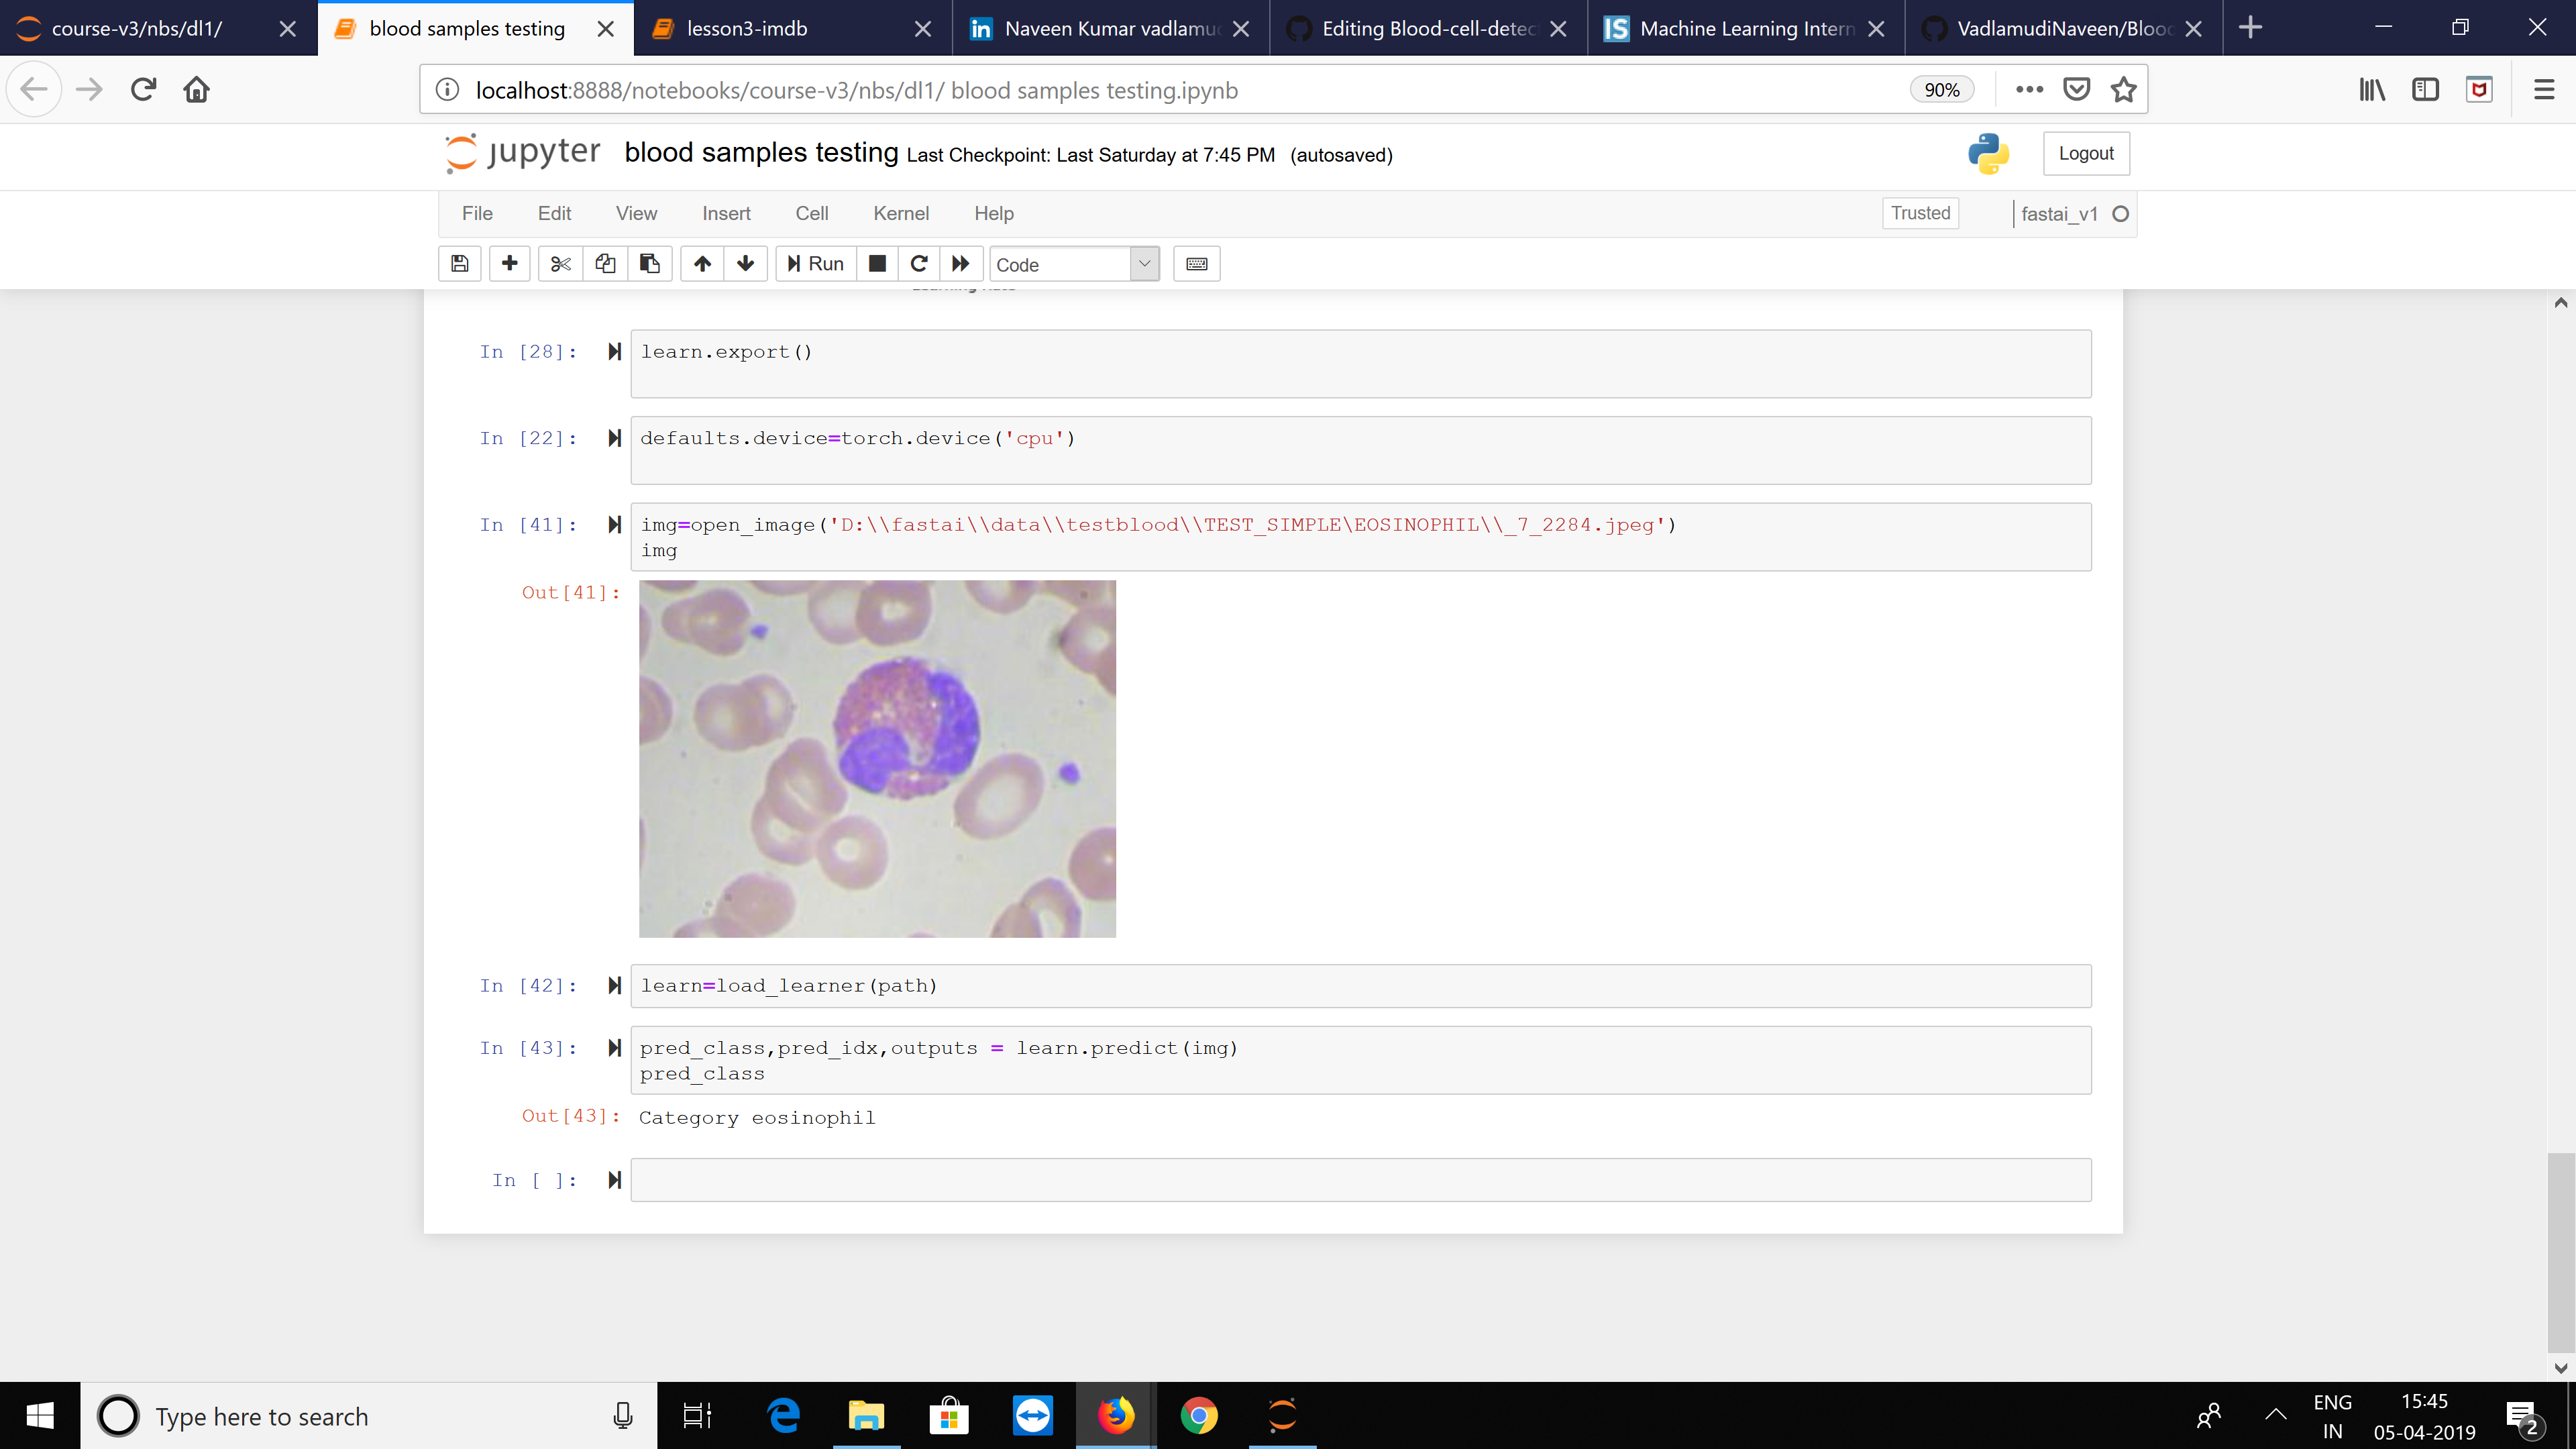 course-v3/nbs/dl1/
blood samples testing
lesson3-imdb
Naveen Kumar vadlamu
Editing Blood-cell-detec
Machine Learning Intern
VadlamudiNaveen/Blood
localhost:8888/notebooks/course-v3/nbs/dl1/ blood samples testing.ipynb
90%
jupyter blood samples testing Last Checkpoint: Last Saturday at 7:45 PM (autosaved)
Logout
File Edit View Insert Cell Kernel Help
Trusted
fastai_v1
Run
Code
In [28]: learn.export()
In [22]: defaults.device=torch.device('cpu')
In [41]: img=open_image('D:\\fastai\\data\\testblood\\TEST_SIMPLE\EOSINOPHIL\\_7_2284.jpeg')
img
Out[41]:
In [42]: learn=load_learner(path)
In [43]: pred_class,pred_idx,outputs = learn.predict(img)
pred_class
Out[43]: Category eosinophil
In [ ]:
Type here to search
ENG
IN
15:45
05-04-2019
2